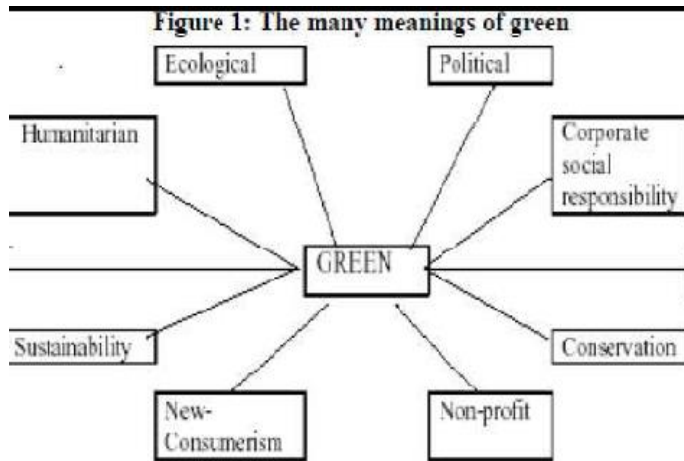 Figure 1: The many meanings of green
Ecological
Political
Humanitarian
Corporate
social
responsibility
GREEN
Sustainability
Conservation
New-
Consumerism
Non-profit